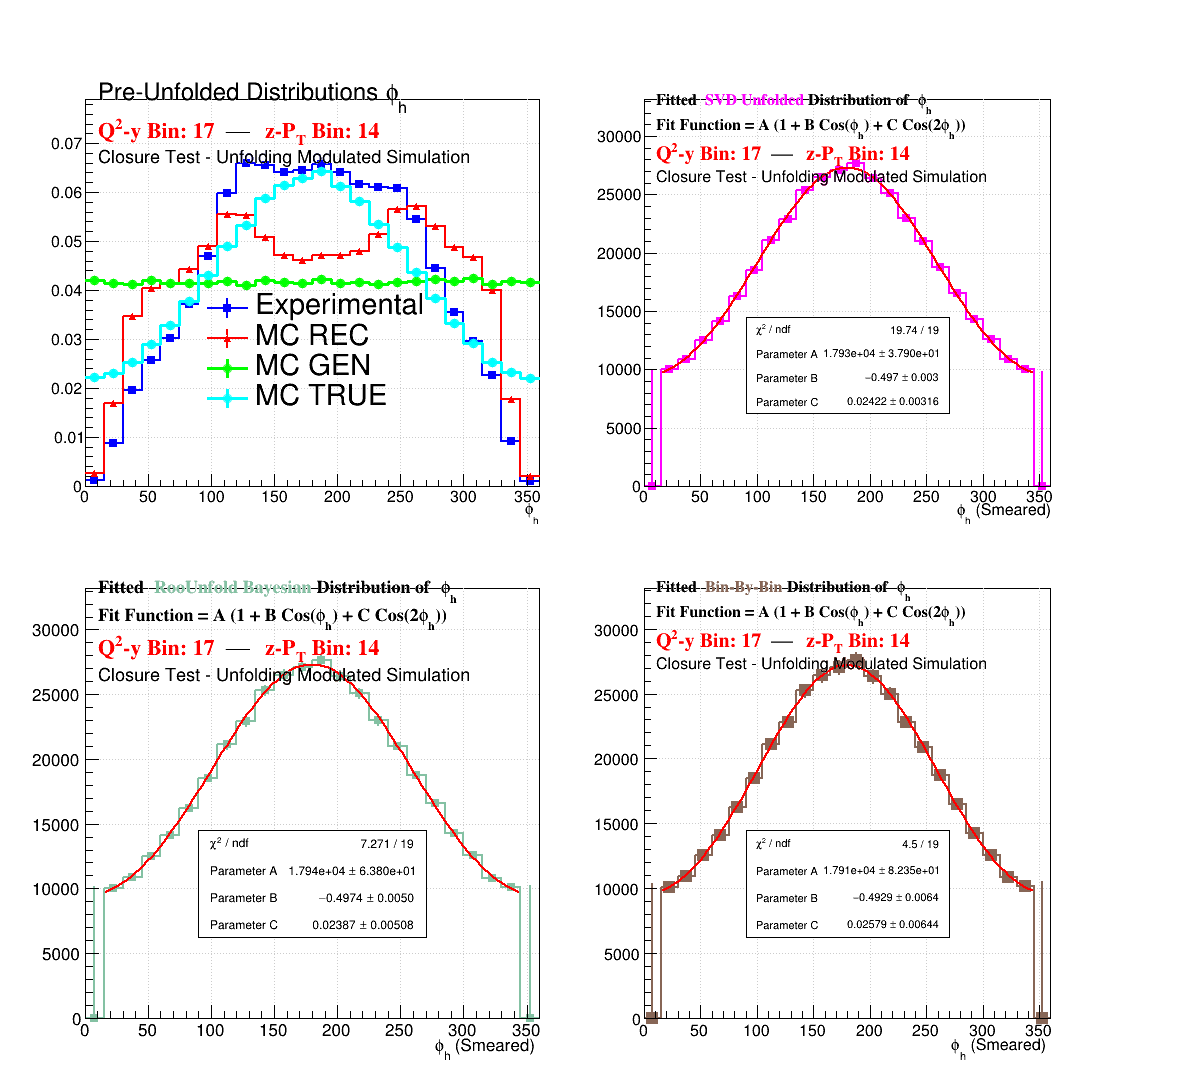 Pre-Unfolded Distributions ϕh
Q²-y Bin: 17 — z-PT Bin: 14
Closure Test - Unfolding Modulated Simulation
0.07
0.06
0.05
0.04
0.03
0.02
0.01
0
Experimental
MC REC
MC GEN
MC TRUE
0 50 100 150 200 250 300 350
ϕh
Fitted SVD Unfolded Distribution of ϕh
Fit Function = A (1 + B Cos(ϕh) + C Cos(2ϕh))
Q²-y Bin: 17 — z-PT Bin: 14
Closure Test - Unfolding Modulated Simulation
30000
25000
20000
15000
10000
5000
0
χ² / ndf 19.74 / 19
Parameter A 1.793e+04 ± 3.790e+01
Parameter B −0.497 ± 0.003
Parameter C 0.02422 ± 0.00316
0 50 100 150 200 250 300 350
ϕh (Smeared)
Fitted RooUnfold Bayesian Distribution of ϕh
Fit Function = A (1 + B Cos(ϕh) + C Cos(2ϕh))
Q²-y Bin: 17 — z-PT Bin: 14
Closure Test - Unfolding Modulated Simulation
30000
25000
20000
15000
10000
5000
0
χ² / ndf 7.271 / 19
Parameter A 1.794e+04 ± 6.380e+01
Parameter B −0.4974 ± 0.0050
Parameter C 0.02387 ± 0.00508
0 50 100 150 200 250 300 350
ϕh (Smeared)
Fitted Bin-By-Bin Distribution of ϕh
Fit Function = A (1 + B Cos(ϕh) + C Cos(2ϕh))
Q²-y Bin: 17 — z-PT Bin: 14
Closure Test - Unfolding Modulated Simulation
30000
25000
20000
15000
10000
5000
0
χ² / ndf 4.5 / 19
Parameter A 1.791e+04 ± 8.235e+01
Parameter B −0.4929 ± 0.0064
Parameter C 0.02579 ± 0.00644
0 50 100 150 200 250 300 350
ϕh (Smeared)